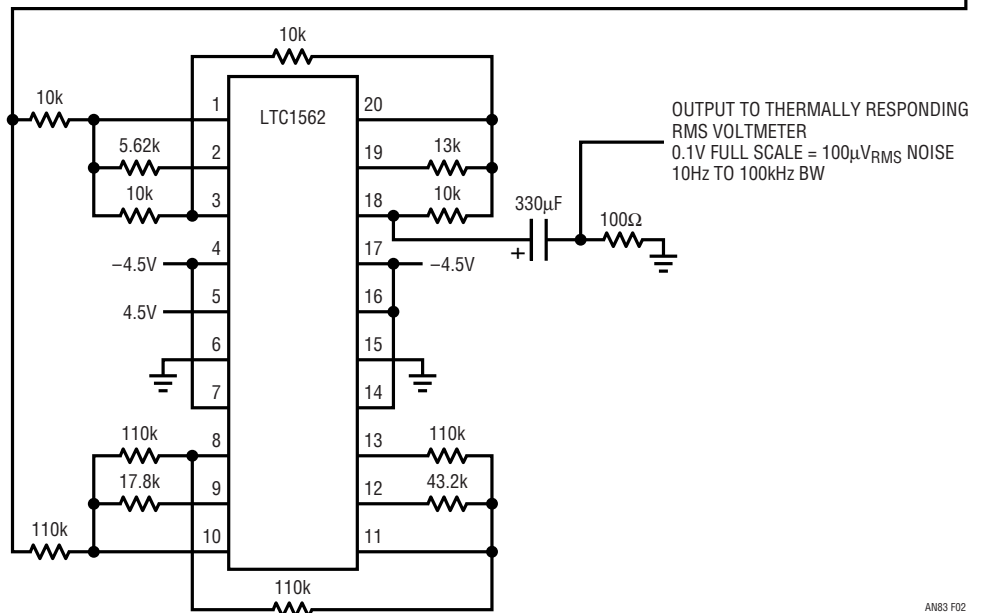 10k
10k
1
LTC1562
20
5.62k
2
19
13k
10k
3
18
10k
330µF
100Ω
+
–4.5V
4
17
–4.5V
4.5V
5
16
6
15
7
14
110k
8
13
110k
17.8k
9
12
43.2k
110k
10
11
110k
OUTPUT TO THERMALLY RESPONDING
RMS VOLTMETER
0.1V FULL SCALE = 100µVRMS NOISE
10Hz TO 100kHz BW
AN83 F02